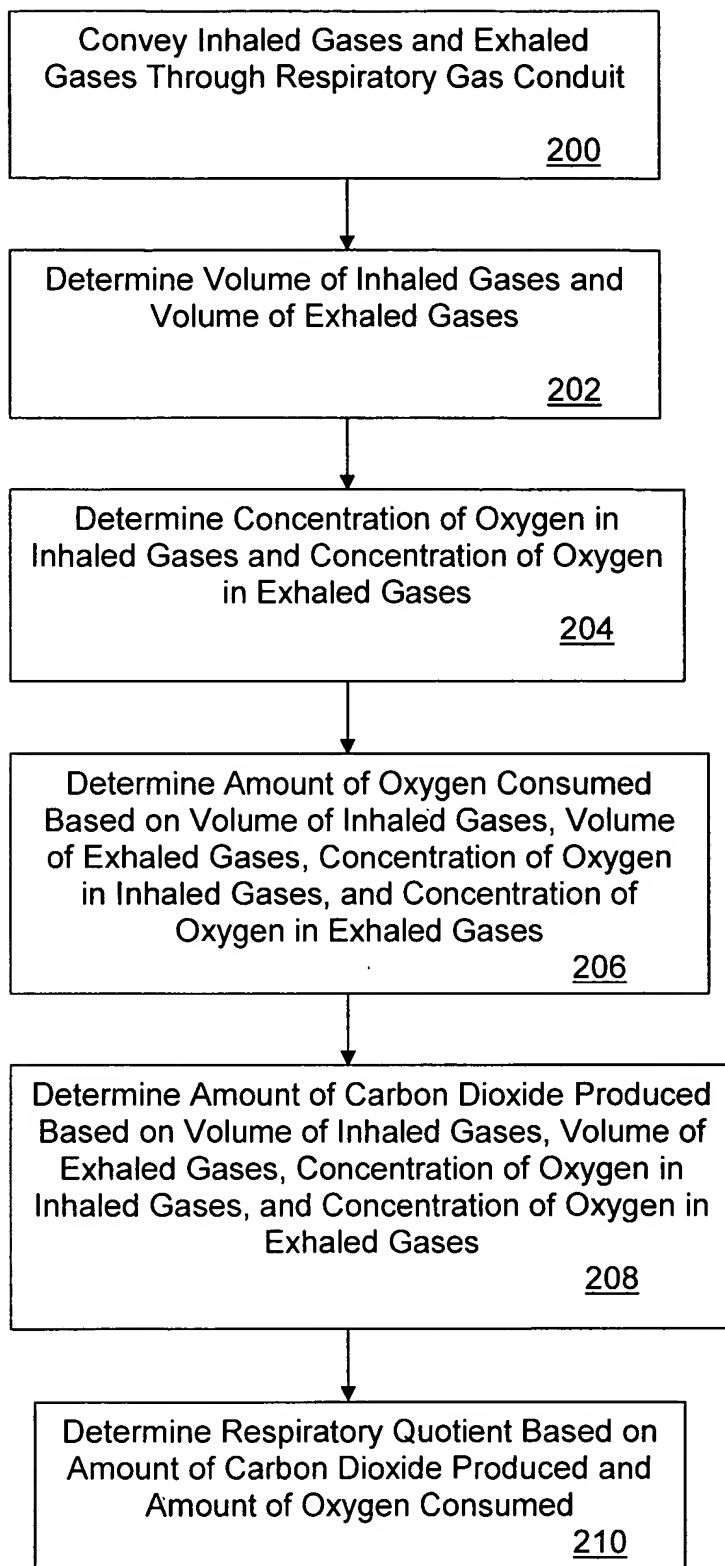 Convey Inhaled Gases and Exhaled
Gases Through Respiratory Gas Conduit
200
Determine Volume of Inhaled Gases and
Volume of Exhaled Gases
202
Determine Concentration of Oxygen in
Inhaled Gases and Concentration of Oxygen
in Exhaled Gases
204
Determine Amount of Oxygen Consumed
Based on Volume of Inhaled Gases, Volume
of Exhaled Gases, Concentration of Oxygen
in Inhaled Gases, and Concentration of
Oxygen in Exhaled Gases
206
Determine Amount of Carbon Dioxide Produced
Based on Volume of Inhaled Gases, Volume of
Exhaled Gases, Concentration of Oxygen in
Inhaled Gases, and Concentration of Oxygen in
Exhaled Gases
208
Determine Respiratory Quotient Based on
Amount of Carbon Dioxide Produced and
Amount of Oxygen Consumed
210